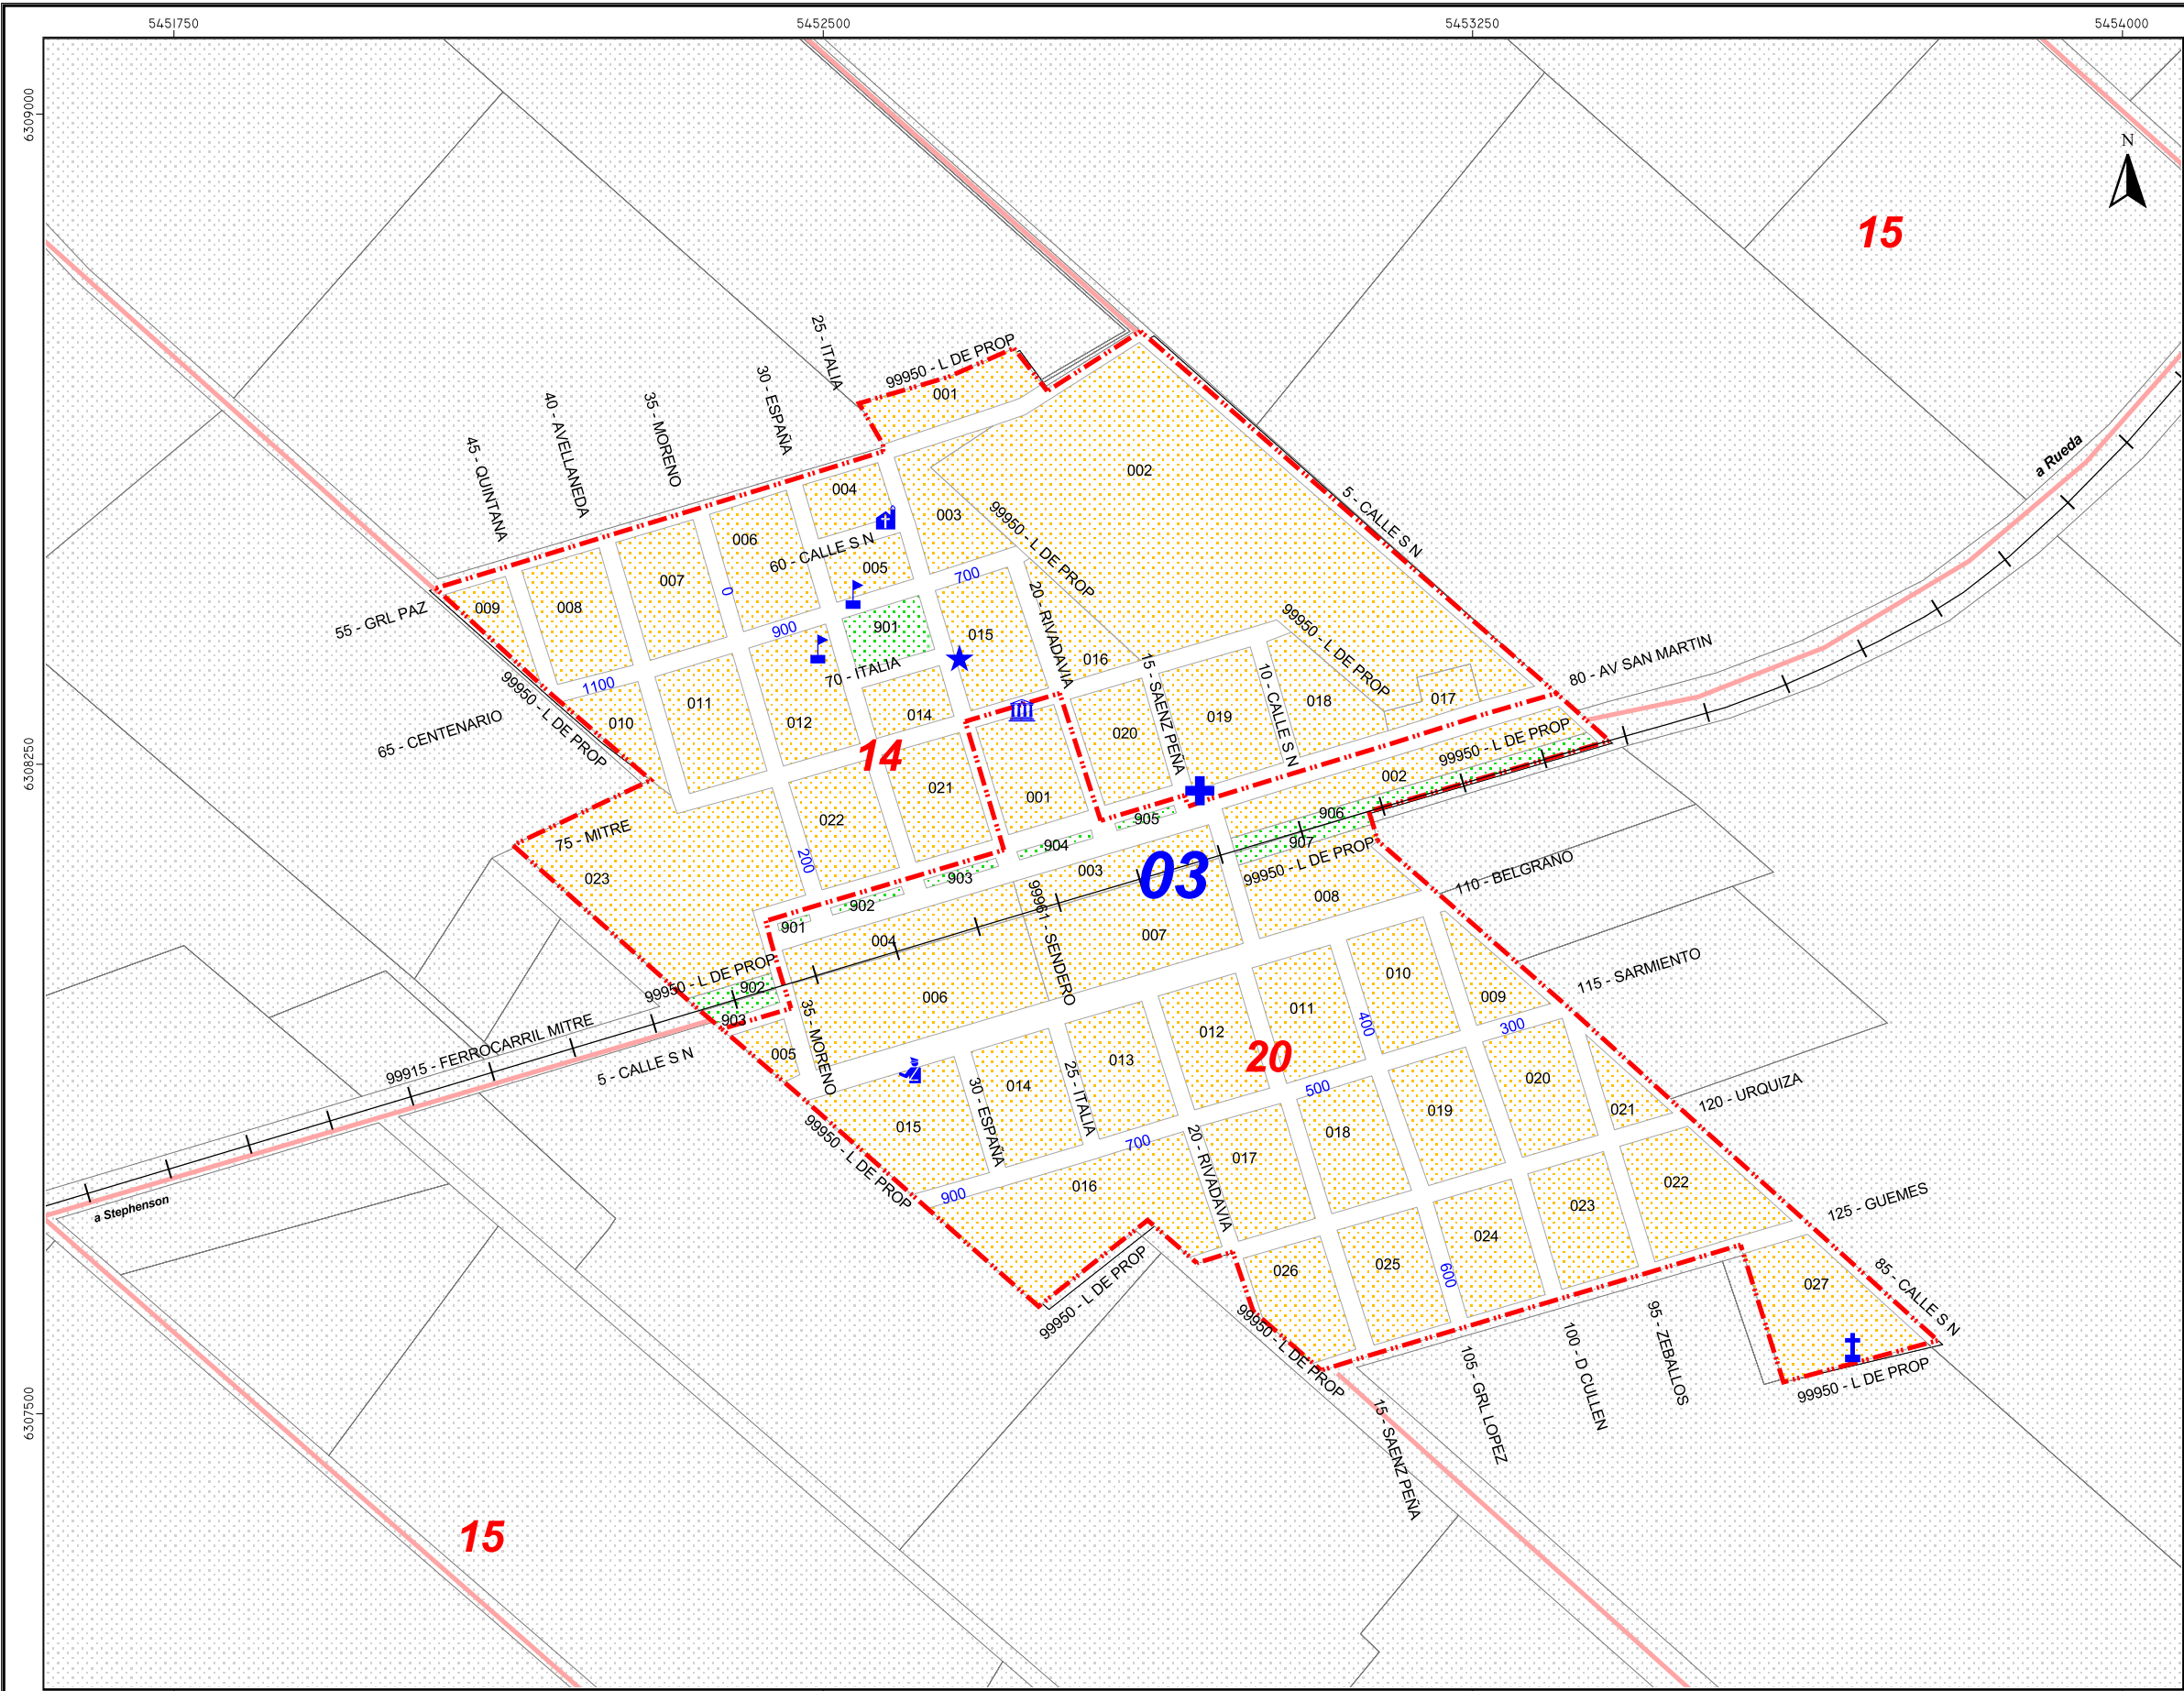 5451750
5452500
5453250
5454000
6309000
6308250
6307500
N
15
a Rueda
25 - ITALIA
99950 - L DE PROP
001
30 - ESPAÑA
35 - MORENO
40 - AVELLANEDA
45 - QUINTANA
002
004
003
99950 - L DE PROP
5 - CALLE S N
006
60 - CALLE S N
005
700
007
0
008
009
55 - GRL PAZ
900
901
015
20 - RIVADAVIA
016
99950 - L DE PROP
70 - ITALIA
15 - SAENZ PEÑA
10 - CALLE S N
018
017
80 - AV SAN MARTIN
1100
99950 - L DE PROP
65 - CENTENARIO
010
011
012
014
14
020
019
99950 - L DE PROP
002
021
001
022
75 - MITRE
200
023
905
904
906
907
903
003
03
99950 - L DE PROP
008
110 - BELGRANO
902
901
99961 - SENDERO
004
007
99950 - L DE PROP
902
903
006
010
009
115 - SARMIENTO
99915 - FERROCARRIL MITRE
5 - CALLE S N
005
35 - MORENO
011
400
300
012
013
20
25 - ITALIA
014
30 - ESPAÑA
015
500
020
019
021
120 - URQUIZA
018
700
017
20 - RIVADAVIA
99950 - L DE PROP
900
016
022
023
024
125 - GUEMES
a Stephenson
99950 - L DE PROP
026
025
600
027
85 - CALLE S N
99950 - L DE PROP
99950 - L DE PROP
95 - ZEBALLOS
100 - D CULLEN
105 - GRL LOPEZ
15 - SAENZ PEÑA
15